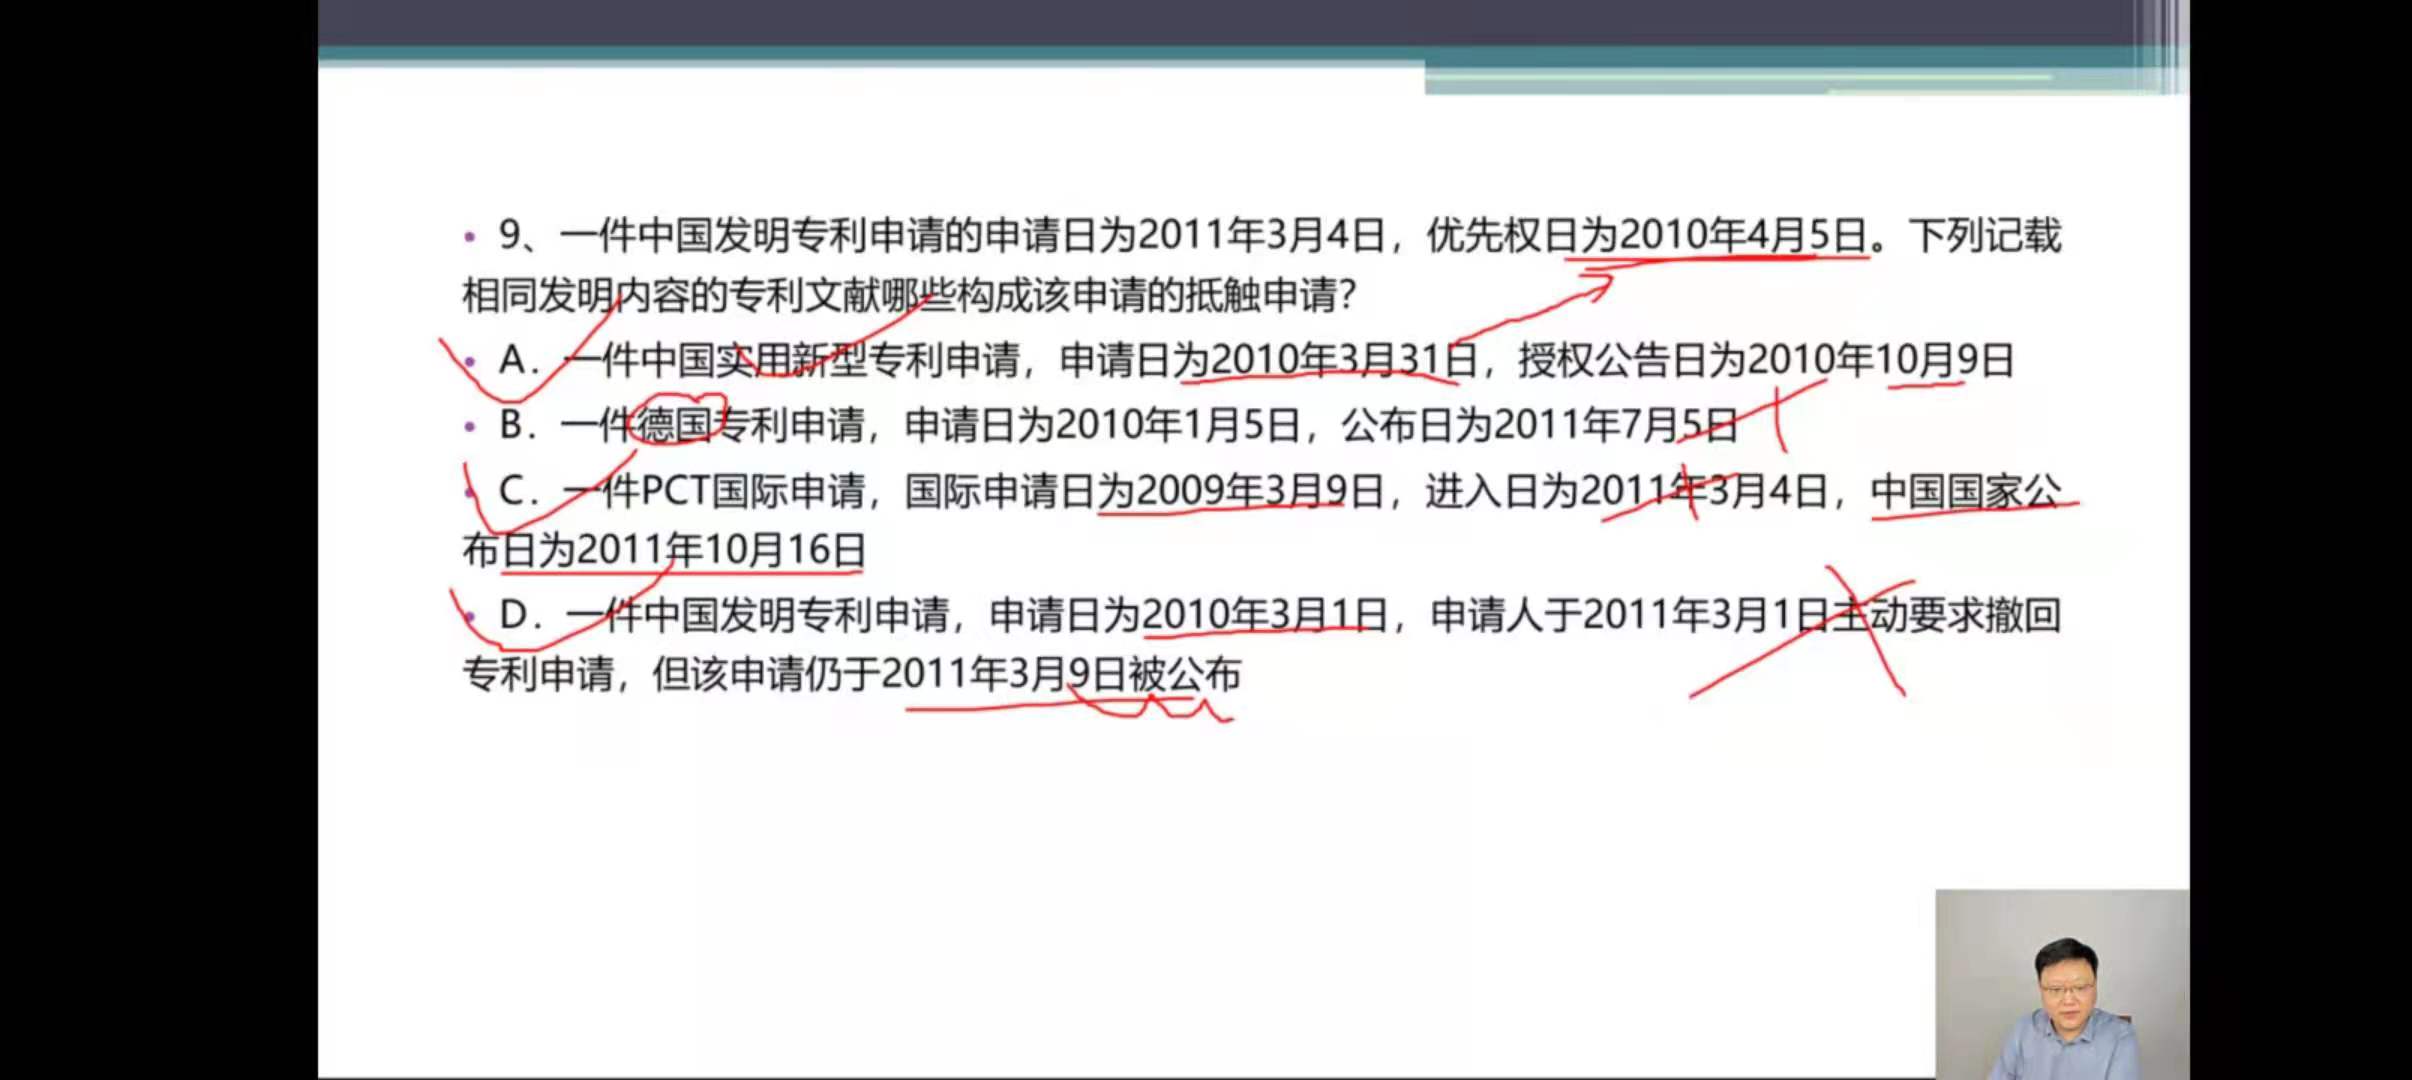 9、一件中国发明专利申请的申请日为2011年3月4日，优先权日为2010年4月5日。下列记载
相同发明内容的专利文献哪些构成该申请的抵触申请？
A．一件中国实用新型专利申请，申请日为2010年3月31日，授权公告日为2010年10月9日
B．一件德国专利申请，申请日为2010年1月5日，公布日为2011年7月5日
C．一件PCT国际申请，国际申请日为2009年3月9日，进入日为2011年3月4日，中国国家公
布日为2011年10月16日
D．一件中国发明专利申请，申请日为2010年3月1日，申请人于2011年3月1日主动要求撤回
专利申请，但该申请仍于2011年3月9日被公布